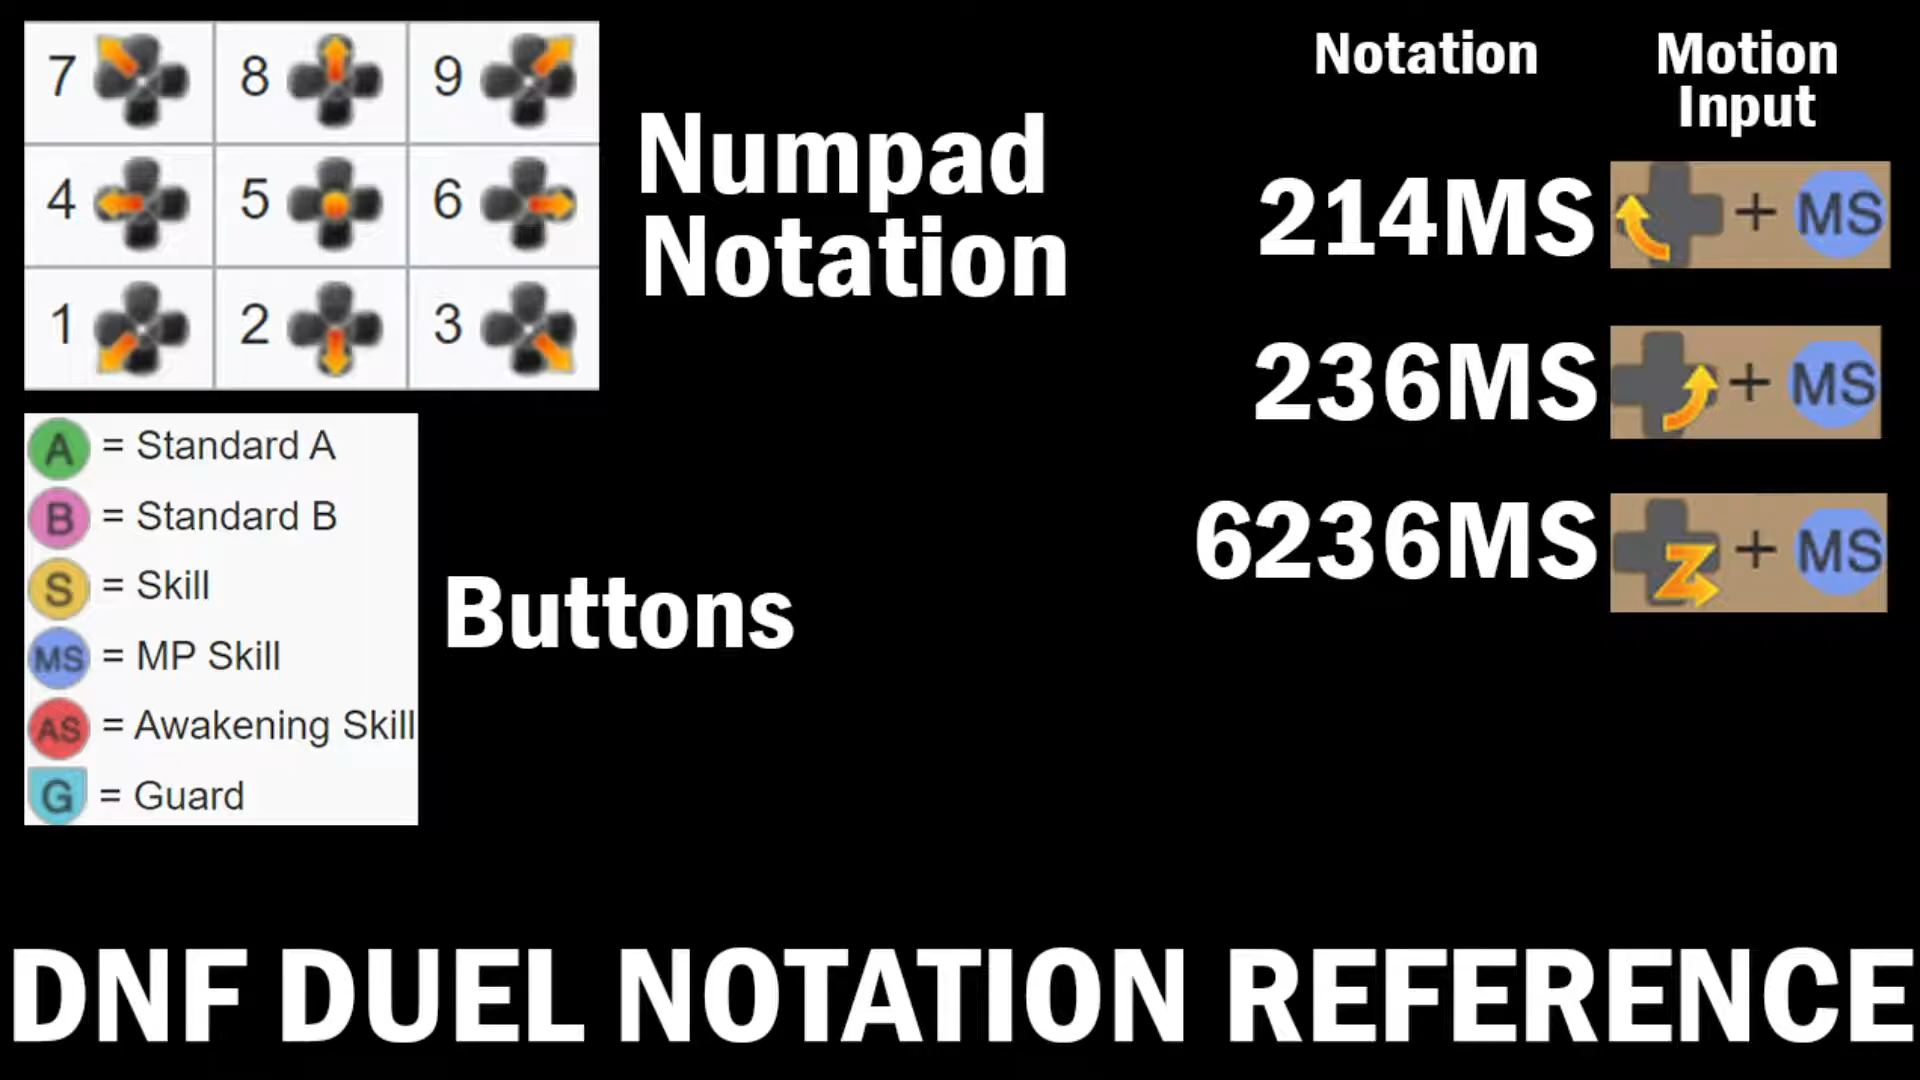 7 8 9
4 5 6
1 2 3
Numpad
Notation
A = Standard A
B = Standard B
S = Skill
MS = MP Skill
AS = Awakening Skill
G = Guard
Buttons
Notation
Motion
Input
214MS + MS
236MS + MS
6236MS + MS
DNF DUEL NOTATION REFERENCE